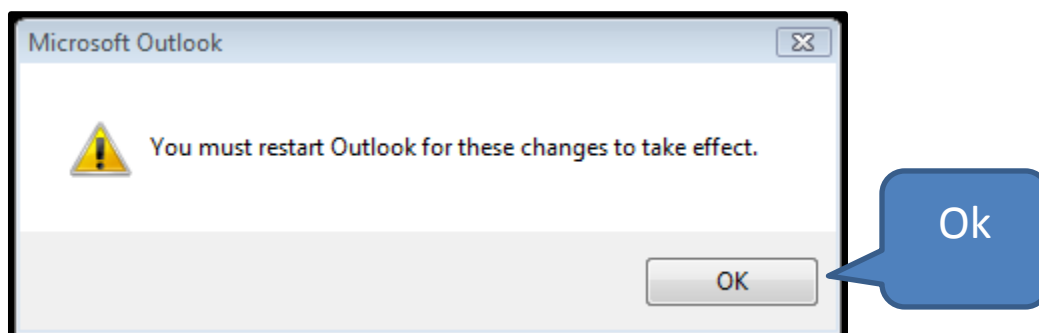 Microsoft Outlook
You must restart Outlook for these changes to take effect.
Ok
OK